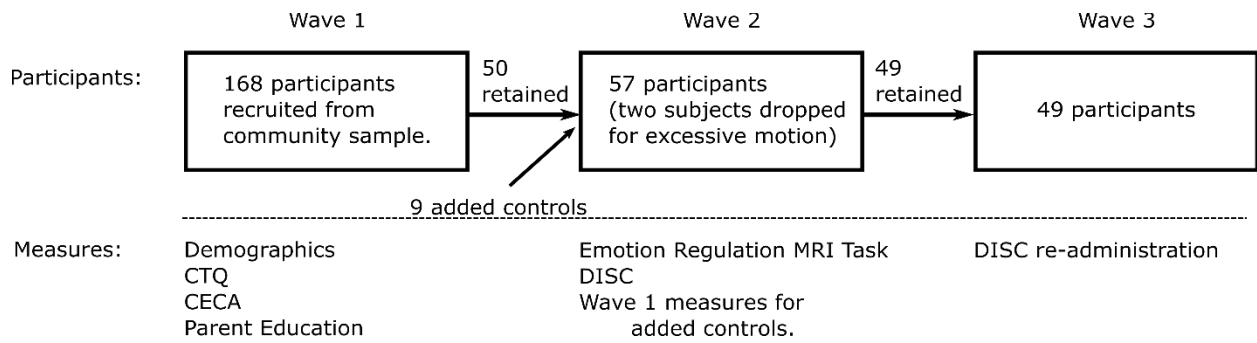 Wave 1 Wave 2 Wave 3
Participants:
168 participants
recruited from
community sample.
50
retained
9 added controls
57 participants
(two subjects dropped
for excessive motion)
49
retained
49 participants
Measures:
Demographics
CTQ
CECA
Parent Education
Emotion Regulation MRI Task
DISC
Wave 1 measures for
added controls.
DISC re-administration